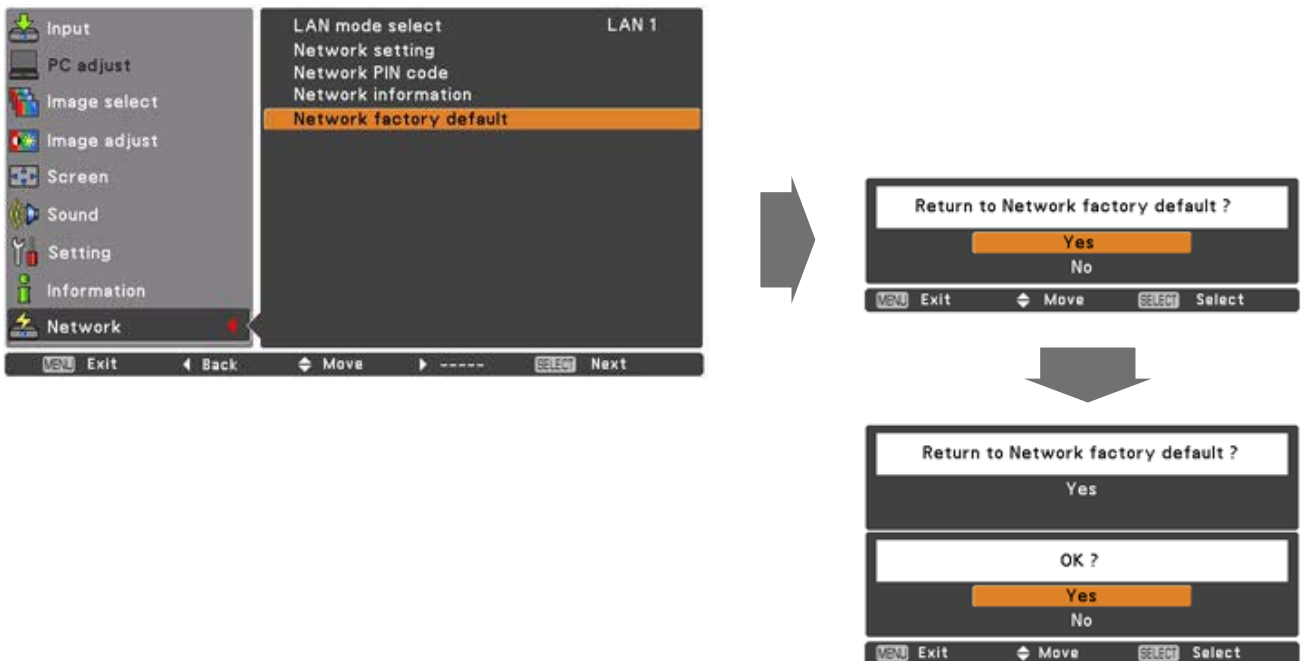 Input
PC adjust
Image select
Image adjust
Screen
Sound
Setting
Information
Network
LAN mode select LAN 1
Network setting
Network PIN code
Network information
Network factory default
MENU Exit Back Move ----- SELECT Next
Return to Network factory default ?
Yes
No
MENU Exit Move SELECT Select
Return to Network factory default ?
Yes
OK ?
Yes
No
MENU Exit Move SELECT Select